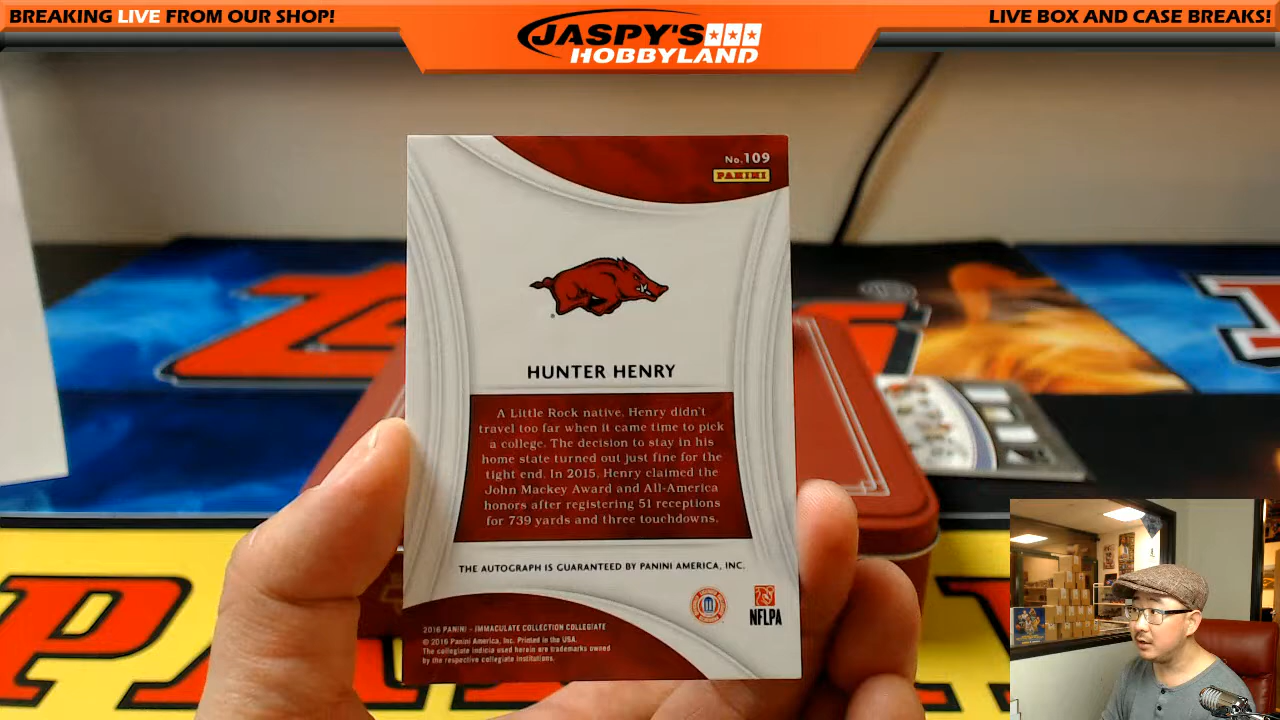 BREAKING LIVE FROM OUR SHOP!
JASPY'S
HOBBYLAND
LIVE BOX AND CASE BREAKS!
No.109
PANINI
HUNTER HENRY
A Little Rock native, Henry didn't
travel too far when it came time to pick
a college. The decision to stay in his
home state turned out just fine for the
tight end. In 2015, Henry claimed the
John Mackey Award and All-America
honors after registering 51 receptions
for 739 yards and three touchdowns.
THE AUTOGRAPH IS GUARANTEED BY PANINI AMERICA, INC.
NFLPA
2016 PANINI - IMMACULATE COLLECTION COLLEGIATE
© 2016 Panini America, Inc. Printed in the USA.
The collegiate indicia used herein are trademarks owned
by the respective collegiate institutions.